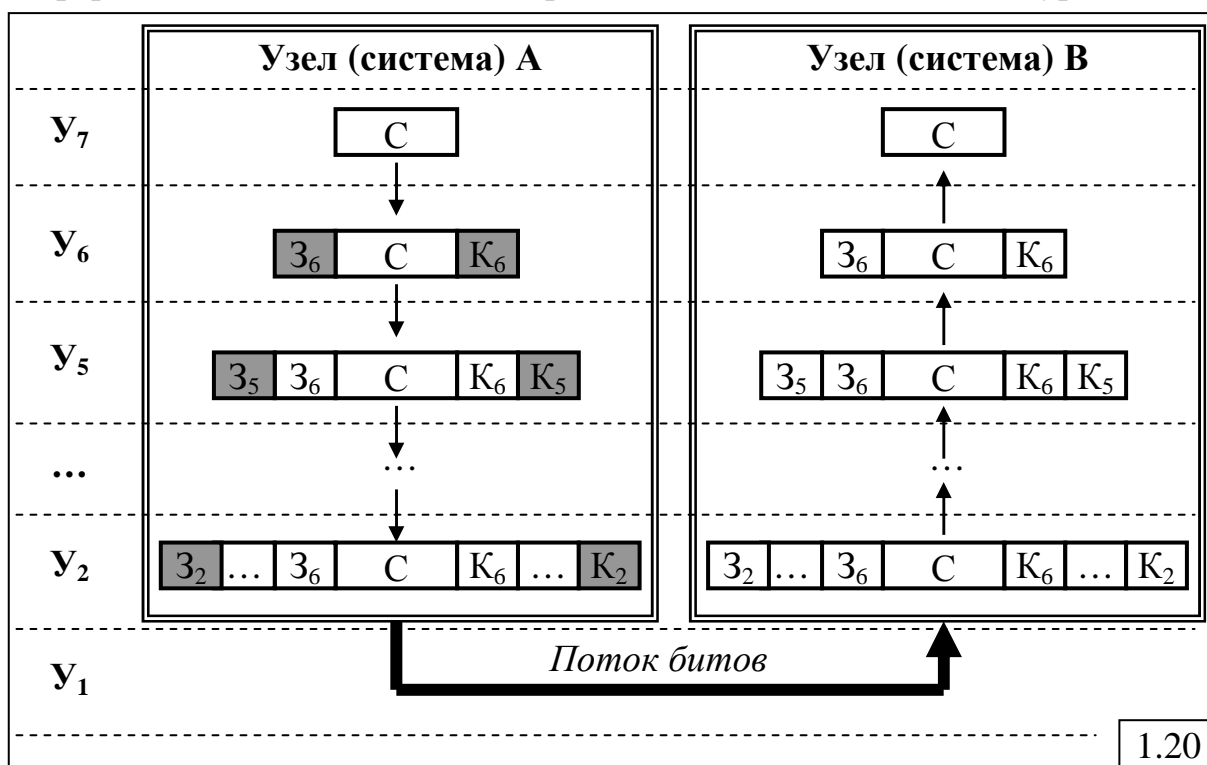 Узел (система) А Узел (система) В
У7 С С
У6 З6 С К6 З6 С К6
У5 З5 З6 С К6 К5 З5 З6 С К6 К5
... ... ...
У2 З2 ... З6 С К6 ... К2 З2 ... З6 С К6 ... К2
Поток битов
У1
1.20